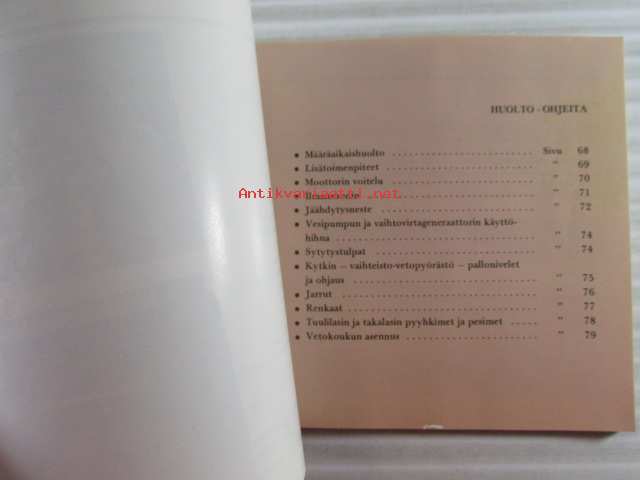 HUOLTO - OHJEITA
• Määräaikaishuolto Sivu 68
• Lisätoimenpiteet ” 69
• Moottorin voitelu ” 70
Antikvariaatti.net
• ” 71
• Jäähdytysneste ” 72
• Vesipumpun ja vaihtovirtageneraattorin käyttö-
hihna ” 74
• Sytytystulpat ” 74
• Kytkin — vaihteisto-vetopyörästö — pallonivelet
ja ohjaus ” 75
• Jarrut ” 76
• Renkaat ” 77
• Tuulilasin ja takalasin pyyhkimet ja pesimet ” 78
• Vetokoukun asennus ” 79